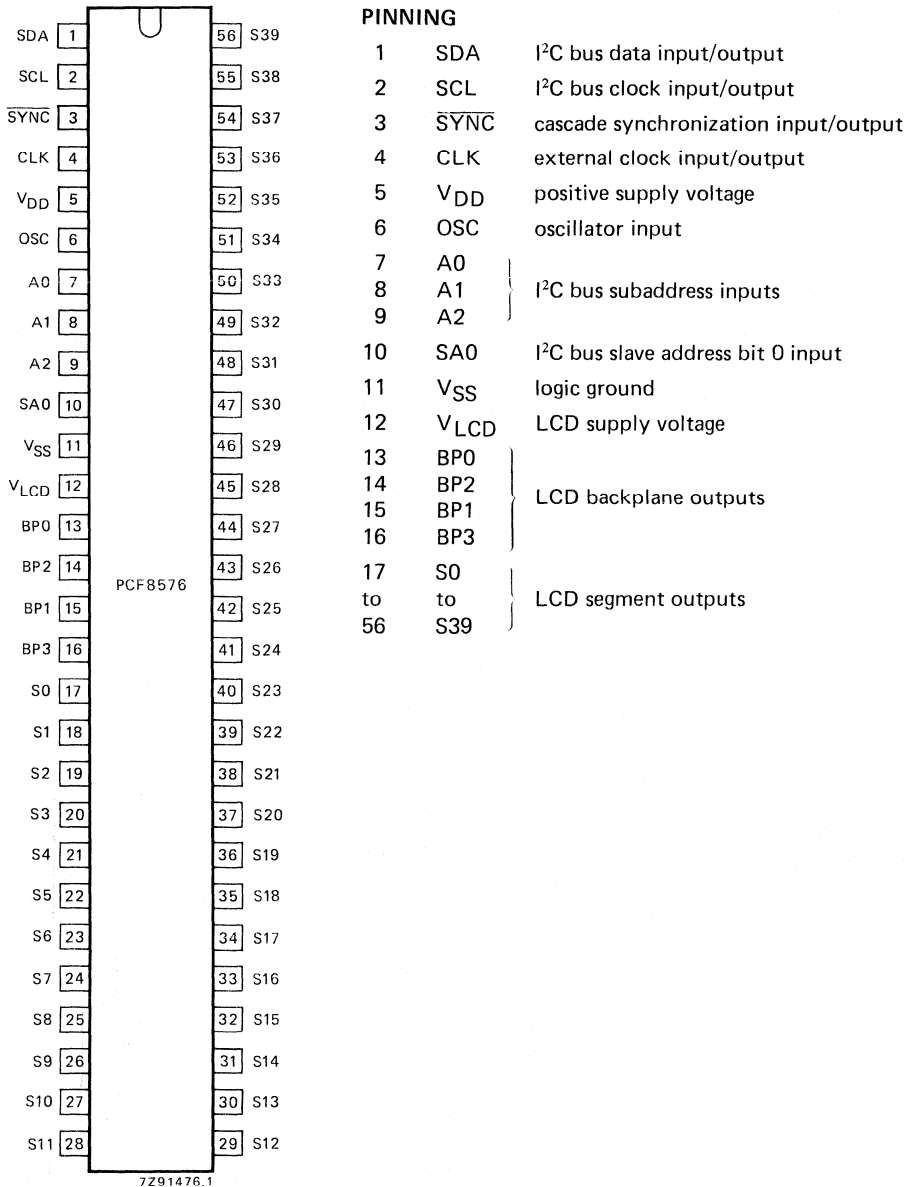 SDA 1 56 S39
SCL 2 55 S38
SYNC 3 54 S37
CLK 4 53 S36
VDD 5 52 S35
OSC 6 51 S34
A0 7 50 S33
A1 8 49 S32
A2 9 48 S31
SA0 10 47 S30
VSS 11 46 S29
VLCD 12 45 S28
BP0 13 44 S27
BP2 14 43 S26
PCF8576
BP1 15 42 S25
BP3 16 41 S24
S0 17 40 S23
S1 18 39 S22
S2 19 38 S21
S3 20 37 S20
S4 21 36 S19
S5 22 35 S18
S6 23 34 S17
S7 24 33 S16
S8 25 32 S15
S9 26 31 S14
S10 27 30 S13
S11 28 29 S12
7Z91476.1
PINNING
1 SDA I²C bus data input/output
2 SCL I²C bus clock input/output
3 SYNC cascade synchronization input/output
4 CLK external clock input/output
5 VDD positive supply voltage
6 OSC oscillator input
7 A0
8 A1 I²C bus subaddress inputs
9 A2
10 SA0 I²C bus slave address bit 0 input
11 VSS logic ground
12 VLCD LCD supply voltage
13 BP0
14 BP2 LCD backplane outputs
15 BP1
16 BP3
17 S0
to to LCD segment outputs
56 S39